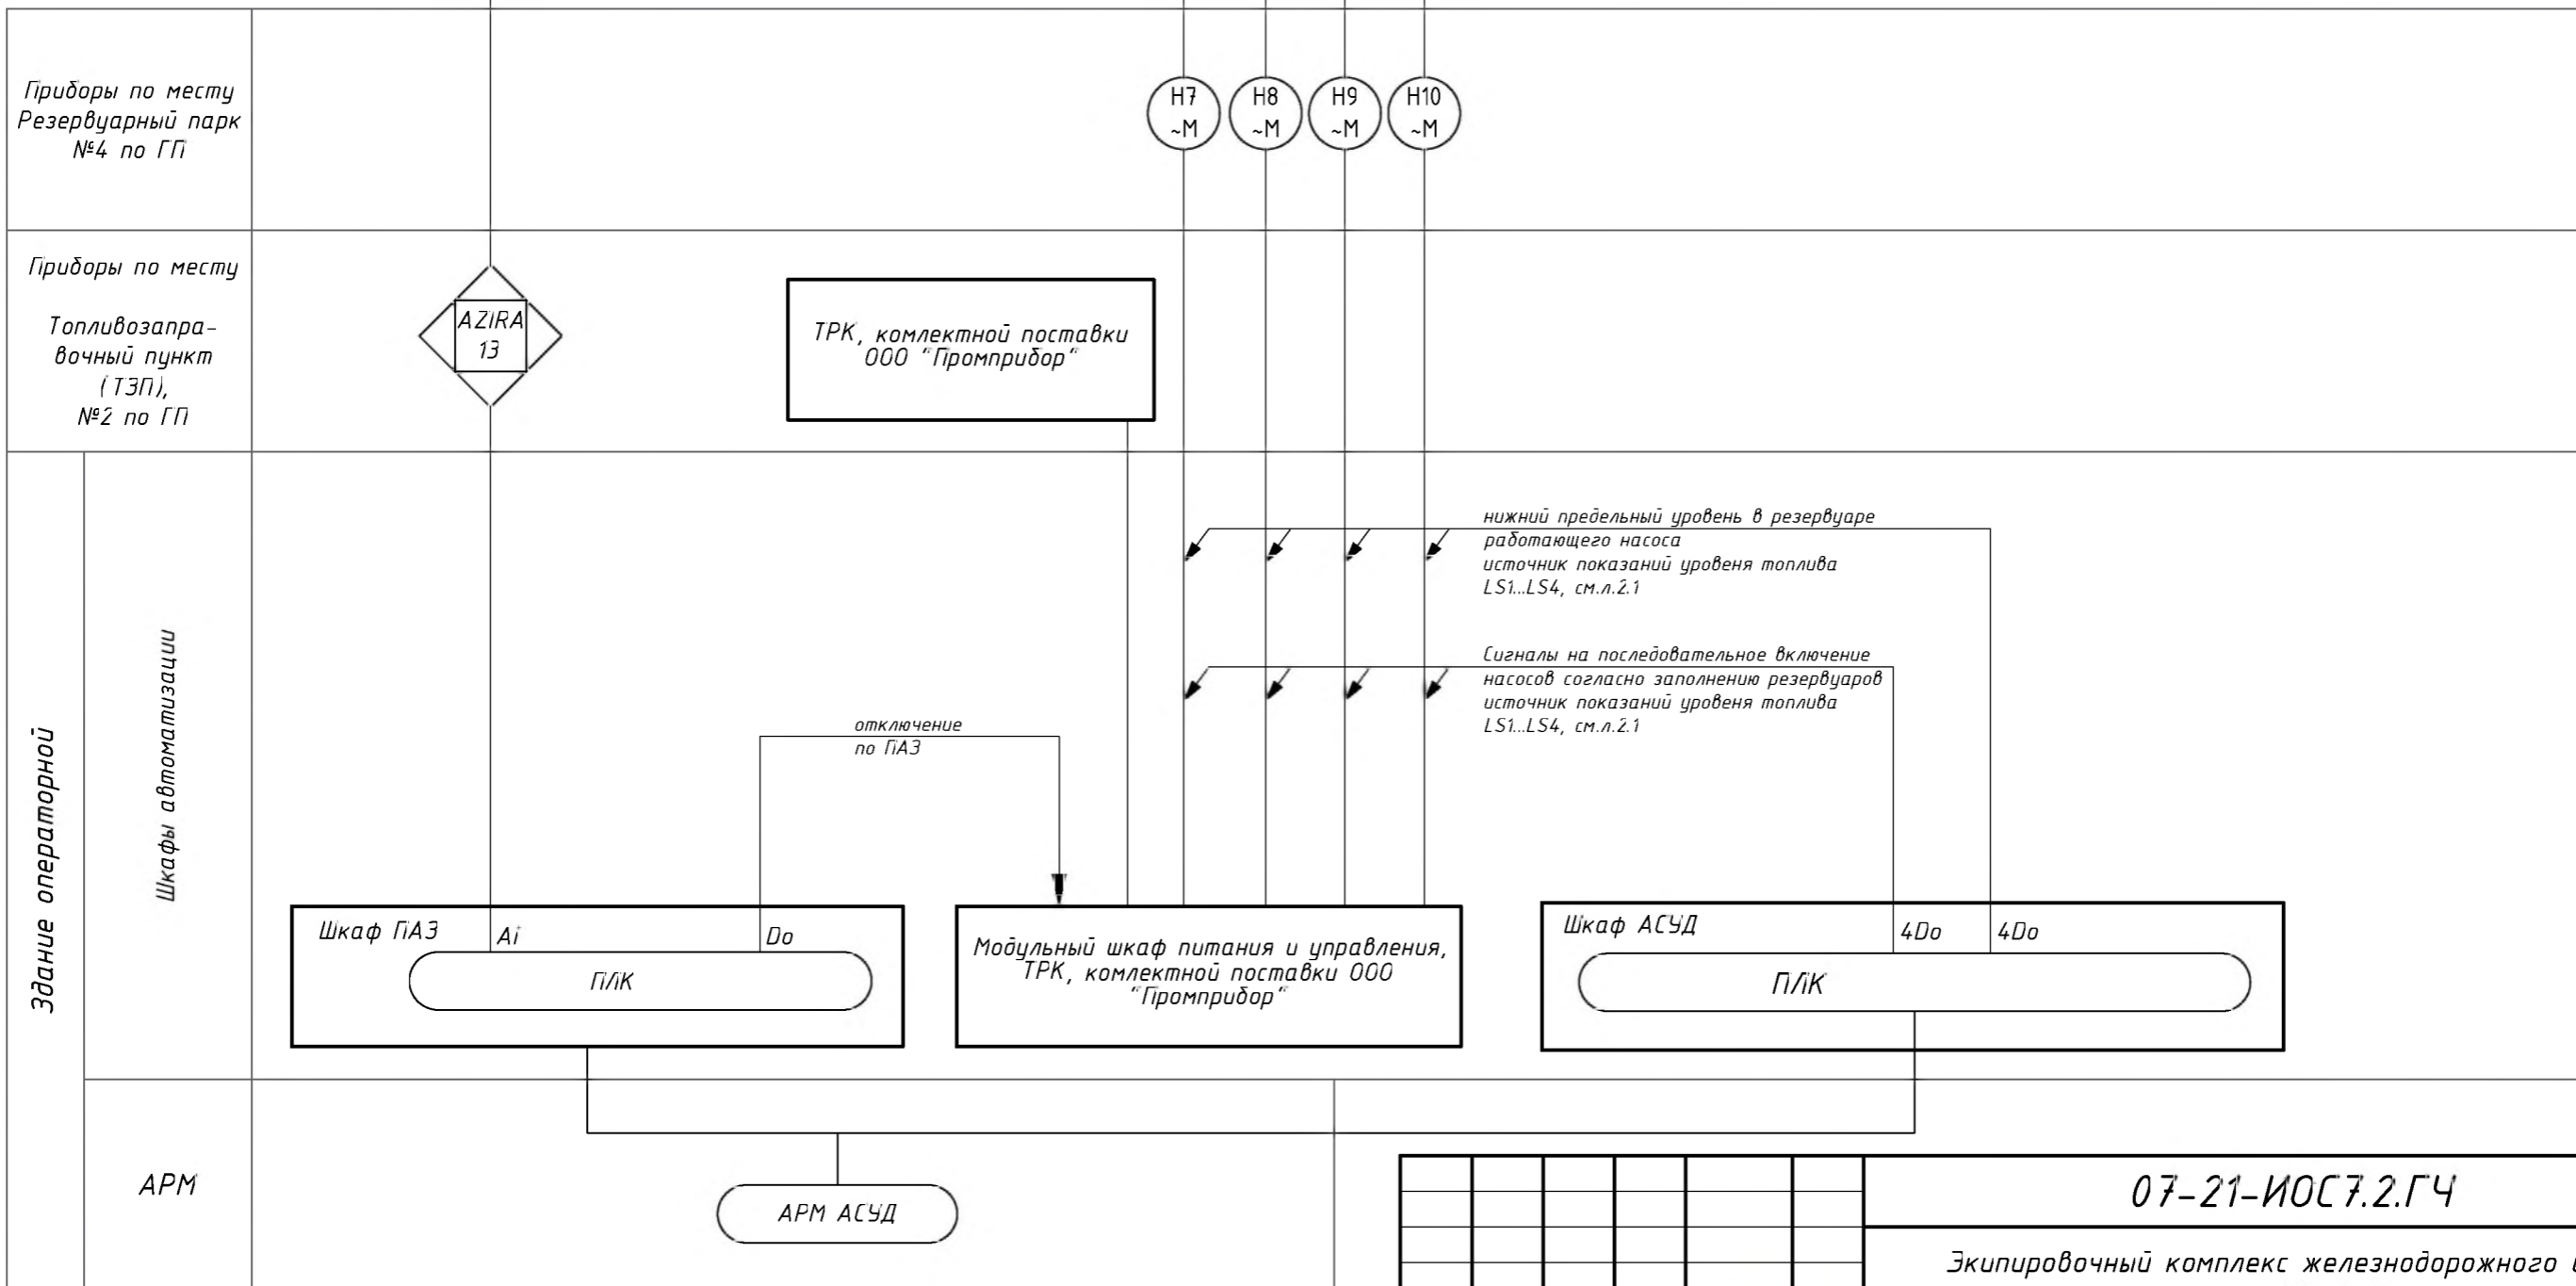 Приборы по месту
Резервуарный парк
№4 по ГП
Н7
~М
Н8
~М
Н9
~М
Н10
~М
Приборы по месту
Топливозапра-
вочный пункт
(ТЗП),
№2 по ГП
AZIRA
13
ТРК, комлектной поставки
ООО "Промприбор"
Здание операторной
Шкафы автоматизации
нижний предельный уровень в резервуаре
работающего насоса
источник показаний уровеня топлива
LS1...LS4, см.л.2.1
Сигналы на последовательное включение
насосов согласно заполнению резервуаров
источник показаний уровеня топлива
LS1...LS4, см.л.2.1
отключение
по ПАЗ
Шкаф ПАЗ
Ai
Do
ПЛК
Модульный шкаф питания и управления,
ТРК, комлектной поставки ООО
"Промприбор"
Шкаф АСУД
4Do
4Do
ПЛК
АРМ
АРМ АСУД
07-21-ИОС7.2.ГЧ
Экипировочный комплекс железнодорожного